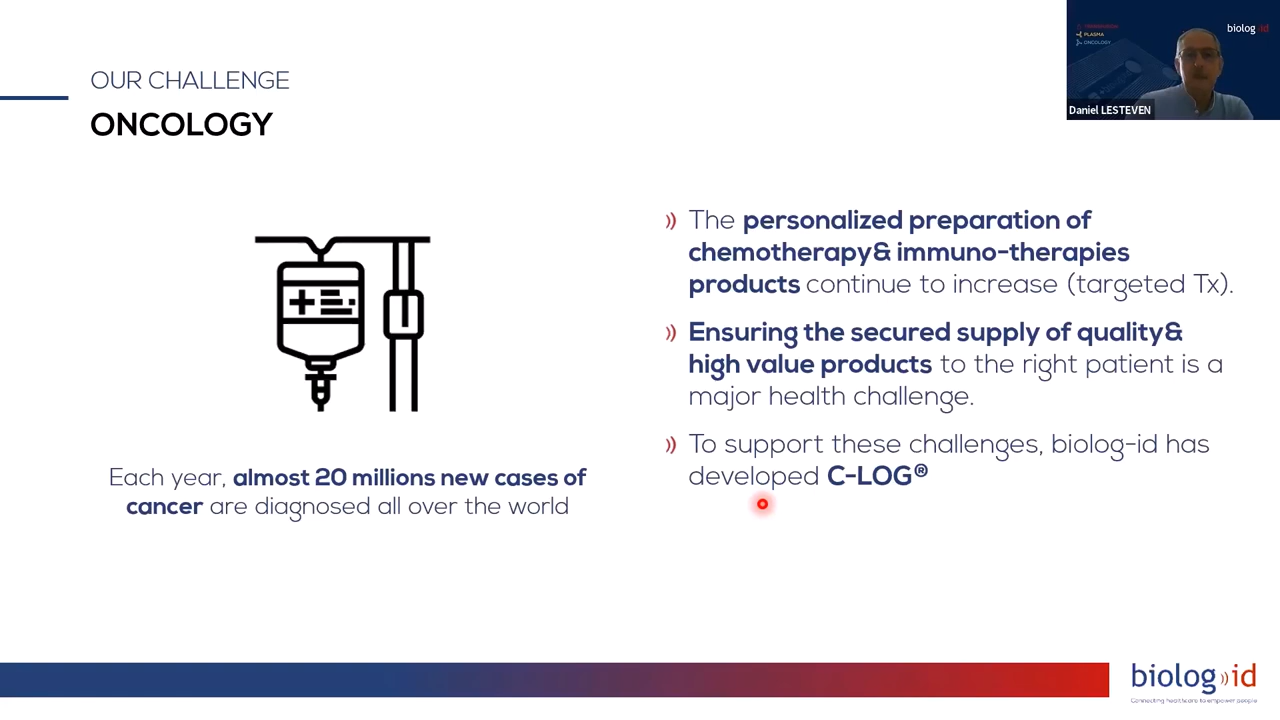 OUR CHALLENGE
ONCOLOGY
biolog·id
PLASMA
ONCOLOGY
Daniel LESTEVEN
The personalized preparation of
chemotherapy& immuno-therapies
products continue to increase (targeted Tx).
Ensuring the secured supply of quality&
high value products to the right patient is a
major health challenge.
To support these challenges, biolog-id has
developed C-LOG®
Each year, almost 20 millions new cases of
cancer are diagnosed all over the world
biolog·id
Connecting healthcare to empower people